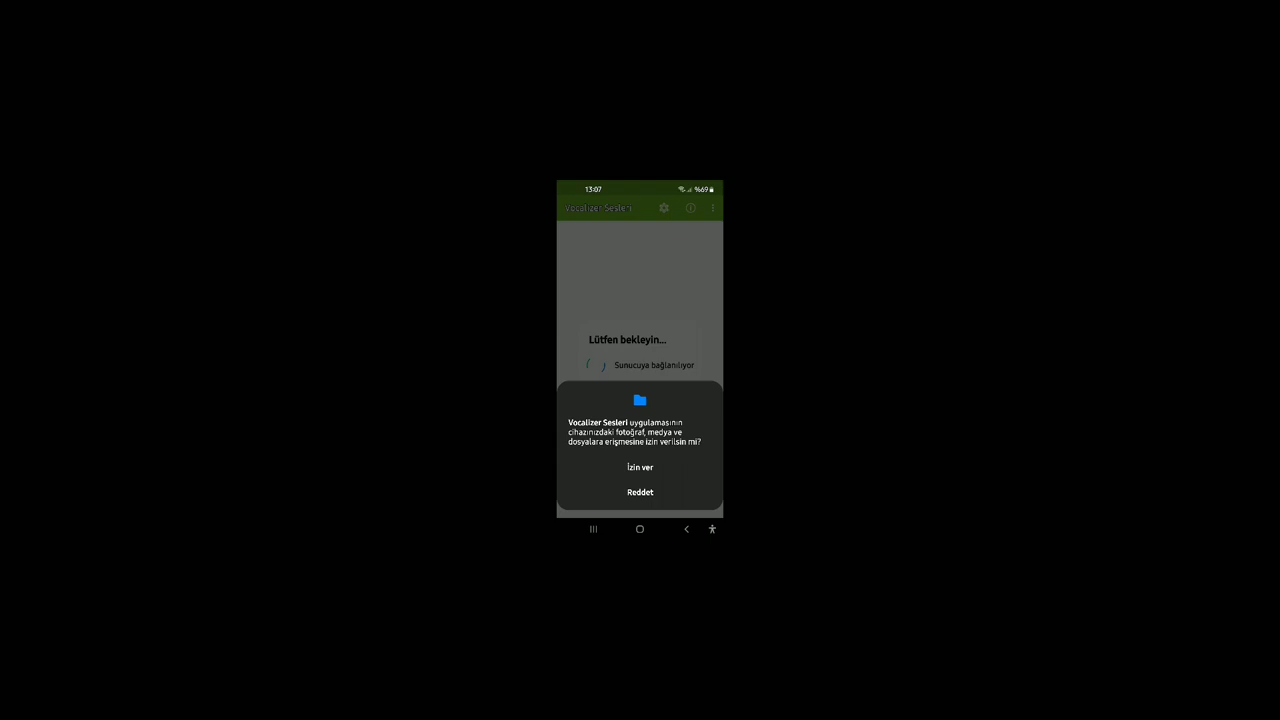 13:07
%69
Vocalizer Sesleri
Lütfen bekleyin...
Sunucuya bağlanılıyor
Vocalizer Sesleri uygulamasının
cihazınızdaki fotoğraf, medya ve
dosyalara erişmesine izin verilsin mi?
İzin ver
Reddet